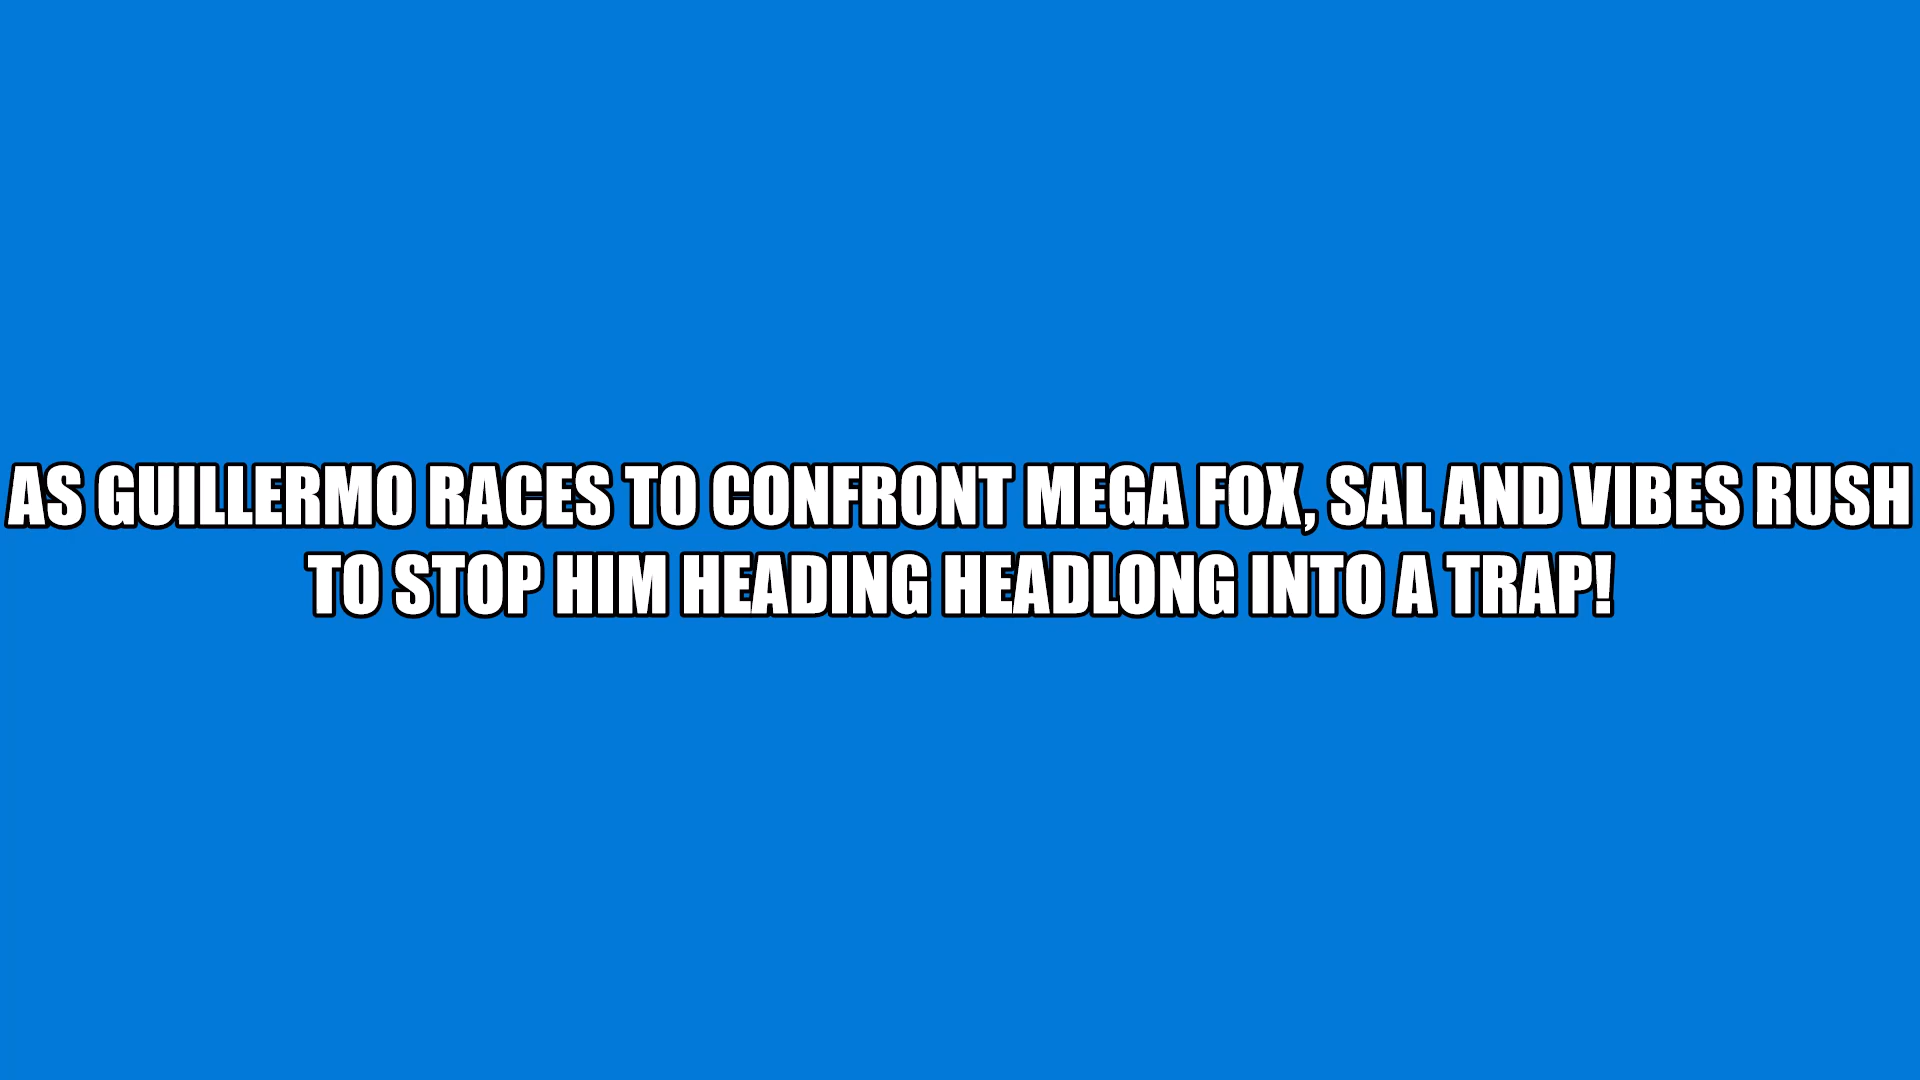 AS GUILLERMO RACES TO CONFRONT MEGA FOX, SAL AND VIBES RUSH
TO STOP HIM HEADING HEADLONG INTO A TRAP!